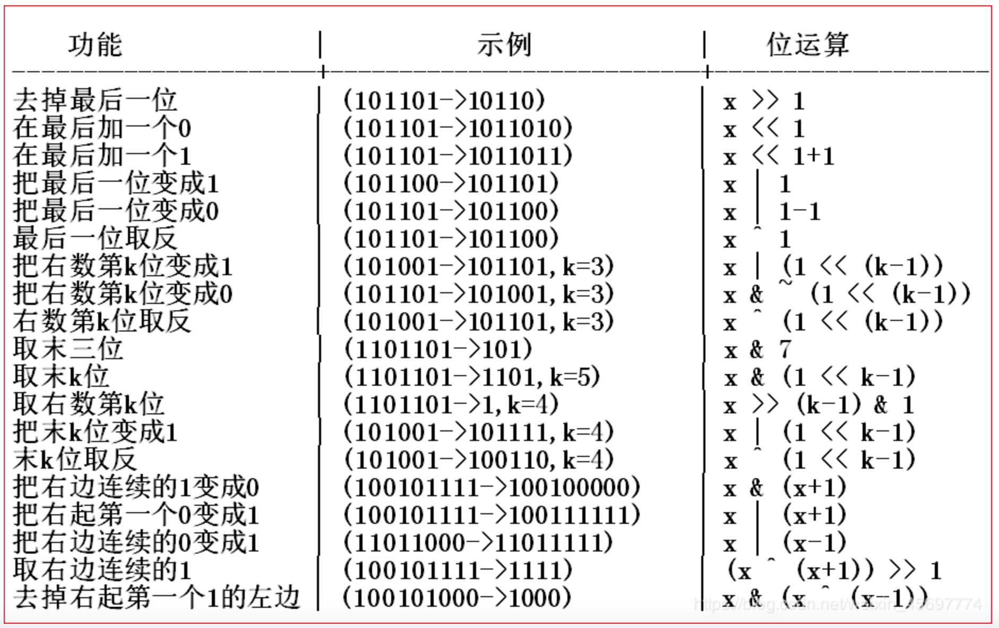 功能 | 示例 | 位运算
去掉最后一位 | (101101->10110) | x >> 1
在最后加一个0 | (101101->1011010) | x << 1
在最后加一个1 | (101101->1011011) | x << 1+1
把最后一位变成1 | (101100->101101) | x | 1
把最后一位变成0 | (101101->101100) | x | 1-1
最后一位取反 | (101101->101100) | x ^ 1
把右数第k位变成1 | (101001->101101,k=3) | x | (1 << (k-1))
把右数第k位变成0 | (101101->101001,k=3) | x & ~ (1 << (k-1))
右数第k位取反 | (101001->101101,k=3) | x ^ (1 << (k-1))
取末三位 | (1101101->101) | x & 7
取末k位 | (1101101->1101,k=5) | x & (1 << k-1)
取右数第k位 | (1101101->1,k=4) | x >> (k-1) & 1
把末k位变成1 | (101001->101111,k=4) | x | (1 << k-1)
末k位取反 | (101001->100110,k=4) | x ^ (1 << k-1)
把右边连续的1变成0 | (100101111->100100000) | x & (x+1)
把右起第一个0变成1 | (100101111->100111111) | x | (x+1)
把右边连续的0变成1 | (11011000->11011111) | x | (x-1)
取右边连续的1 | (100101111->1111) | (x ^ (x+1)) >> 1
去掉右起第一个1的左边 | (100101000->1000) | x & (x ^ (x-1))
https://blog.csdn.net/weixin_45697774